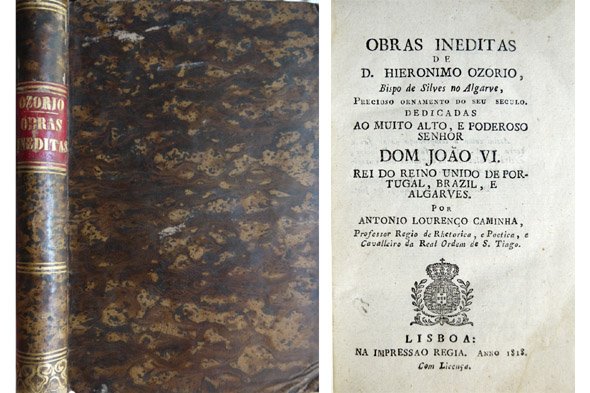 OZORIO
OBRAS
INEDITAS
OBRAS INEDITAS
DE
D. HIERONIMO OZORIO,
Bispo de Silves no Algarve,
PRECIOSO ORNAMENTO DO SEU SECULO.
DEDICADAS
AO MUITO ALTO, E PODEROSO
SENHOR
DOM JOÃO VI.
REI DO REINO UNIDO DE POR-
TUGAL, BRAZIL, E
ALGARVES.
POR
ANTONIO LOURENÇO CAMINHA,
Professor Regio de Rhetorica, e Poetica, e
Cavalleiro da Real Ordem de S. Tiago.
LISBOA:
NA IMPRESSAO REGIA. ANNO 1818.
Com Licença.